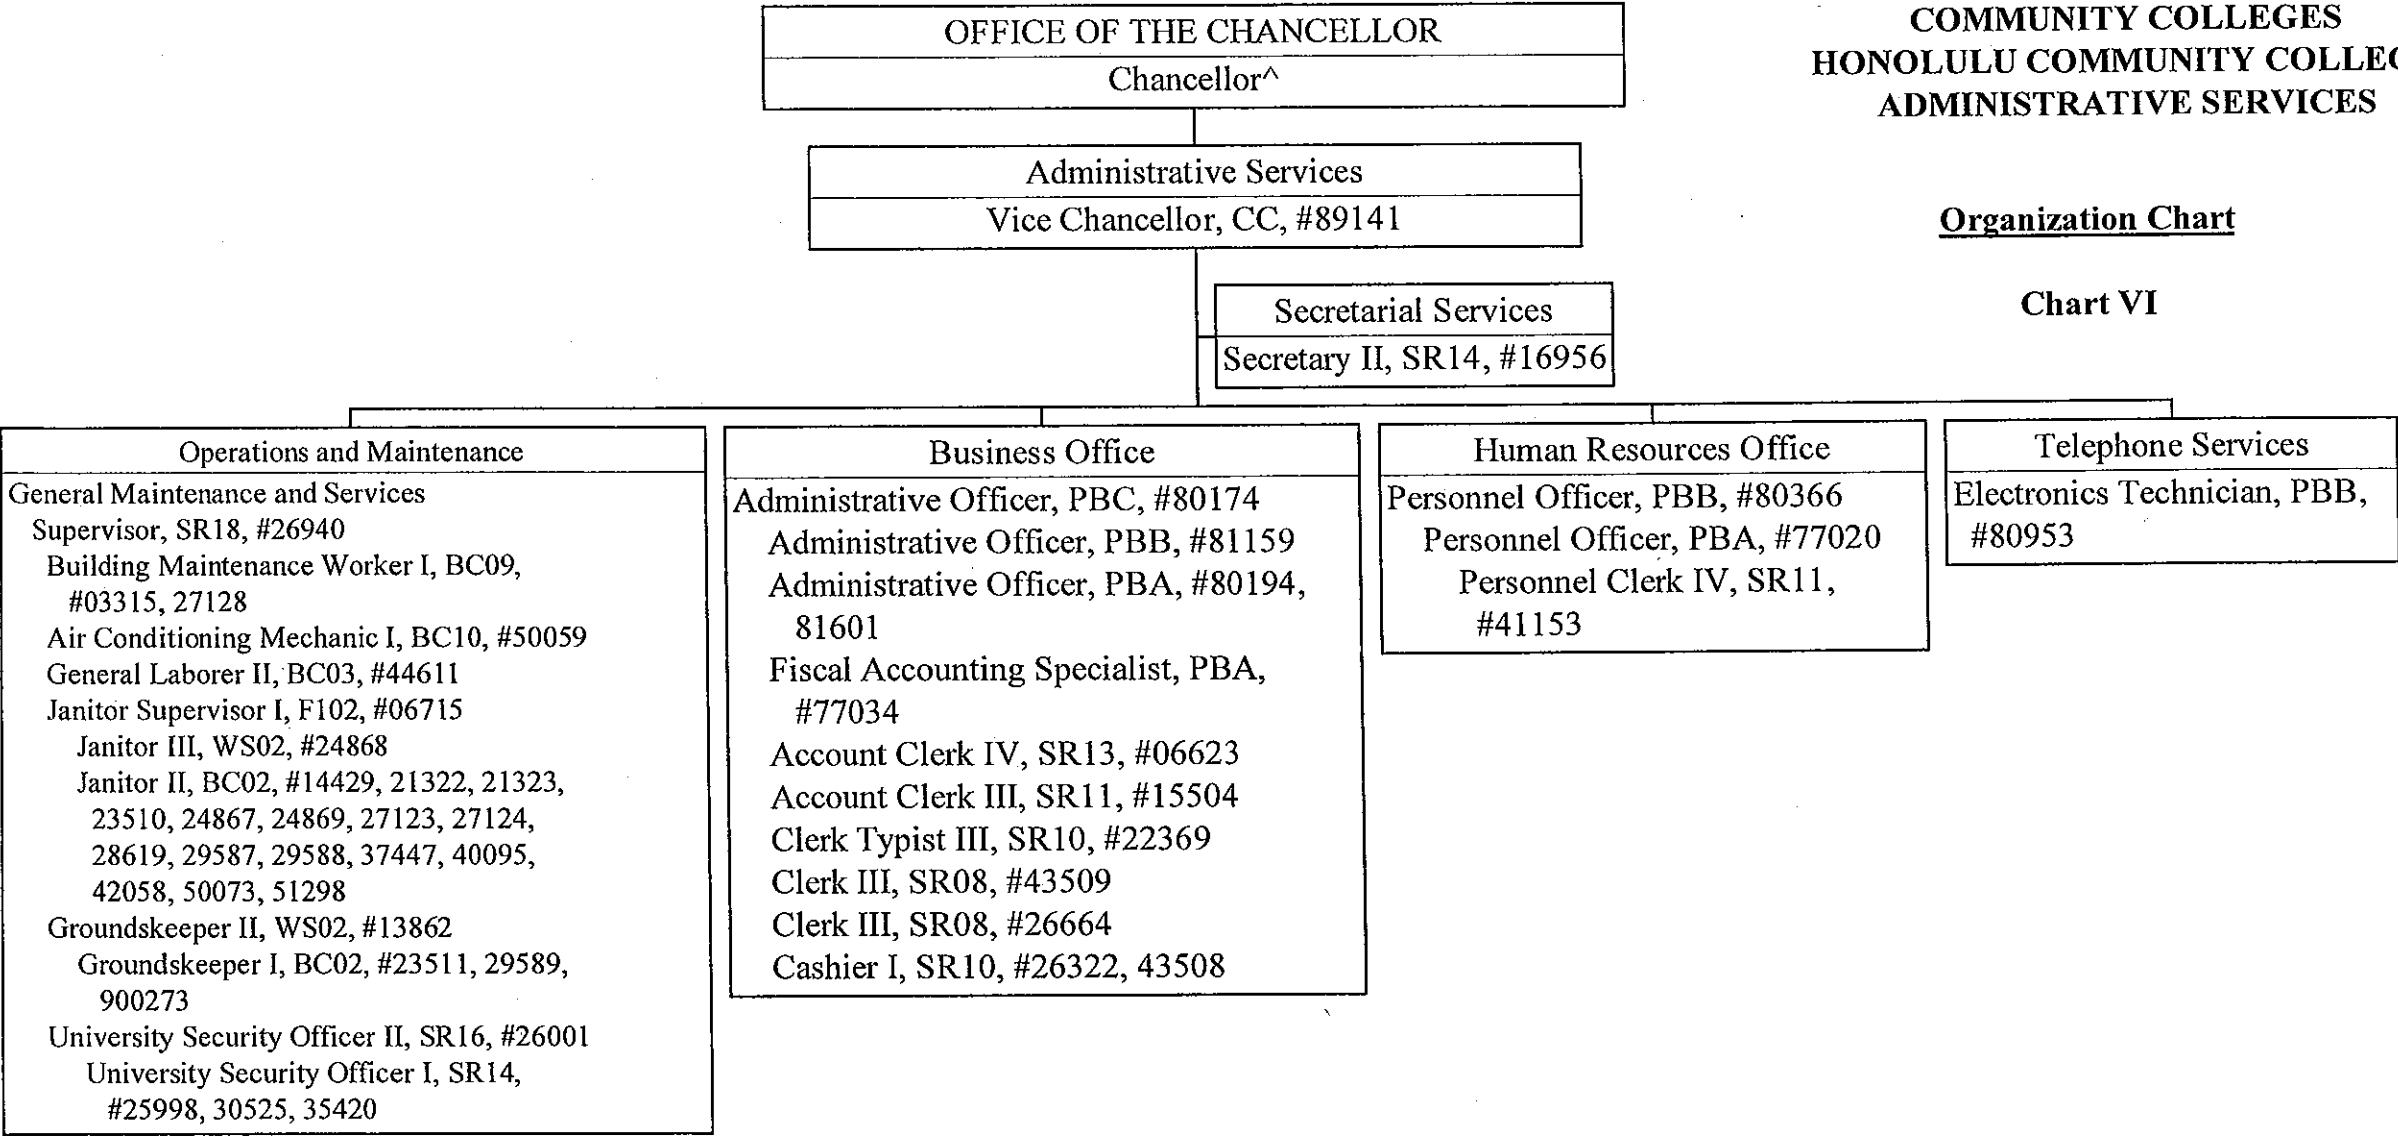 OFFICE OF THE CHANCELLOR
Chancellor^
COMMUNITY COLLEGES
HONOLULU COMMUNITY
ADMINISTRATIVE SERVICES
Organization Chart
Chart VI
Administrative Services
Vice Chancellor, CC, #89141
Secretarial Services
Secretary II, SR14, #16956
Operations and Maintenance
General Maintenance and Services
Supervisor, SR18, #26940
Building Maintenance Worker I, BC09,
#03315, 27128
Air Conditioning Mechanic I, BC10, #50059
General Laborer II, BC03, #44611
Janitor Supervisor I, F102, #06715
Janitor III, WS02, #24868
Janitor II, BC02, #14429, 21322, 21323,
23510, 24867, 24869, 27123, 27124,
28619, 29587, 29588, 37447, 40095,
42058, 50073, 51298
Groundskeeper II, WS02, #13862
Groundskeeper I, BC02, #23511, 29589,
900273
University Security Officer II, SR16, #26001
University Security Officer I, SR14,
#25998, 30525, 35420
Business Office
Administrative Officer, PBC, #80174
Administrative Officer, PBB, #81159
Administrative Officer, PBA, #80194,
81601
Fiscal Accounting Specialist, PBA,
#77034
Account Clerk IV, SR13, #06623
Account Clerk III, SR11, #15504
Clerk Typist III, SR10, #22369
Clerk III, SR08, #43509
Clerk III, SR08, #26664
Cashier I, SR10, #26322, 43508
Human Resources Office
Personnel Officer, PBB, #80366
Personnel Officer, PBA, #77020
Personnel Clerk IV, SR11,
#41153
Telephone Services
Electronics Technician, PBB,
#80953